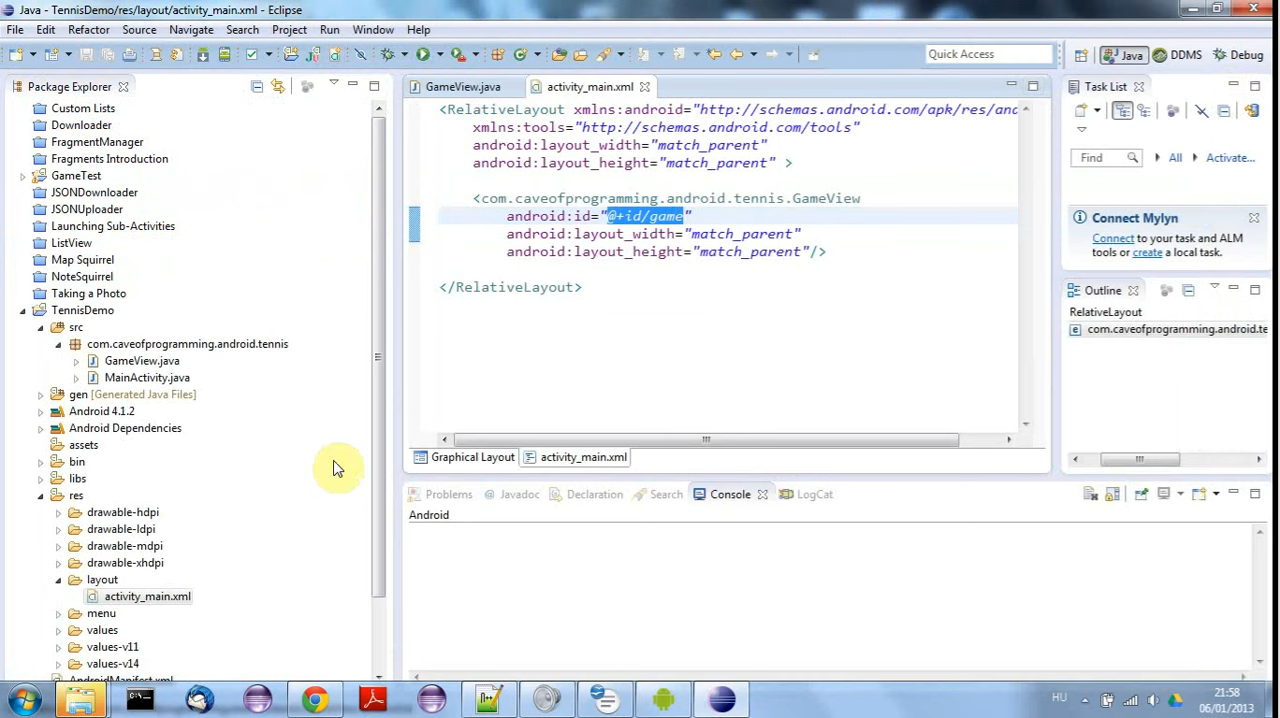 Java - TennisDemo/res/layout/activity_main.xml - Eclipse
File Edit Refactor Source Navigate Search Project Run Window Help
Quick Access
Java
DDMS
Debug
Package Explorer
Custom Lists
Downloader
FragmentManager
Fragments Introduction
GameTest
JSONDownloader
JSONUploader
Launching Sub-Activities
ListView
Map Squirrel
NoteSquirrel
Taking a Photo
TennisDemo
src
com.caveofprogramming.android.tennis
GameView.java
MainActivity.java
gen [Generated Java Files]
Android 4.1.2
Android Dependencies
assets
bin
libs
res
drawable-hdpi
drawable-ldpi
drawable-mdpi
drawable-xhdpi
layout
activity_main.xml
menu
values
values-v11
values-v14
AndroidManifest.xml
GameView.java
activity_main.xml
<RelativeLayout xmlns:android="http://schemas.android.com/apk/res/anc
xmlns:tools="http://schemas.android.com/tools"
android:layout_width="match_parent"
android:layout_height="match_parent" >
<com.caveofprogramming.android.tennis.GameView
android:id="@+id/game"
android:layout_width="match_parent"
android:layout_height="match_parent"/>
</RelativeLayout>
Graphical Layout
activity_main.xml
Problems
Javadoc
Declaration
Search
Console
LogCat
Android
Task List
Find
All
Activate...
Connect Mylyn
Connect to your task and ALM
tools or create a local task.
Outline
RelativeLayout
com.caveofprogramming.android.te
HU
21:58
06/01/2013